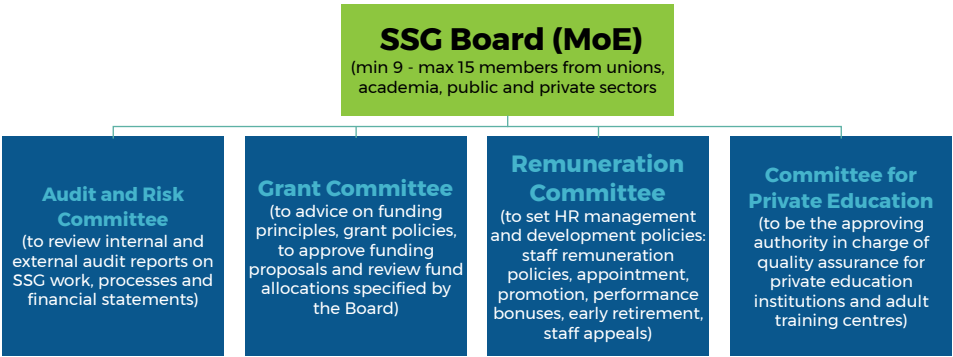 SSG Board (MoE)
(min 9 - max 15 members from unions,
academia, public and private sectors
Audit and Risk
Committee
(to review internal and
external audit reports on
SSG work, processes and
financial statements)
Grant Committee
(to advice on funding
principles, grant policies,
to approve funding
proposals and review fund
allocations specified by
the Board)
Remuneration
Committee
(to set HR management
and development policies:
staff remuneration
policies, appointment,
promotion, performance
bonuses, early retirement,
staff appeals)
Committee for
Private Education
(to be the approving
authority in charge of
quality assurance for
private education
institutions and adult
training centres)